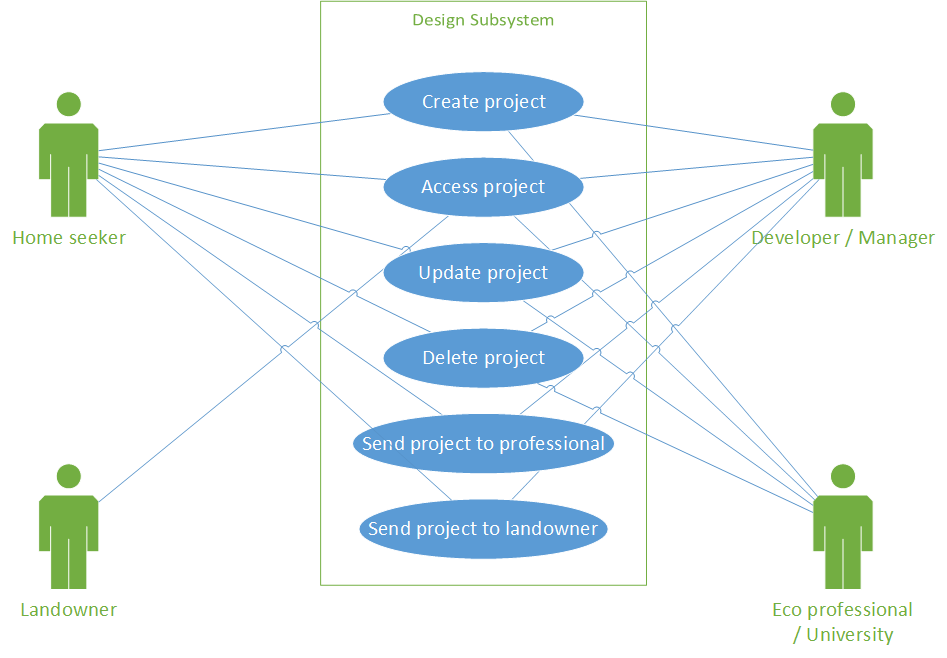 Design Subsystem
Create project
Access project
Home seeker
Developer / Manager
Update project
Delete project
Send project to professional
Send project to landowner
Landowner
Eco professional
/ University